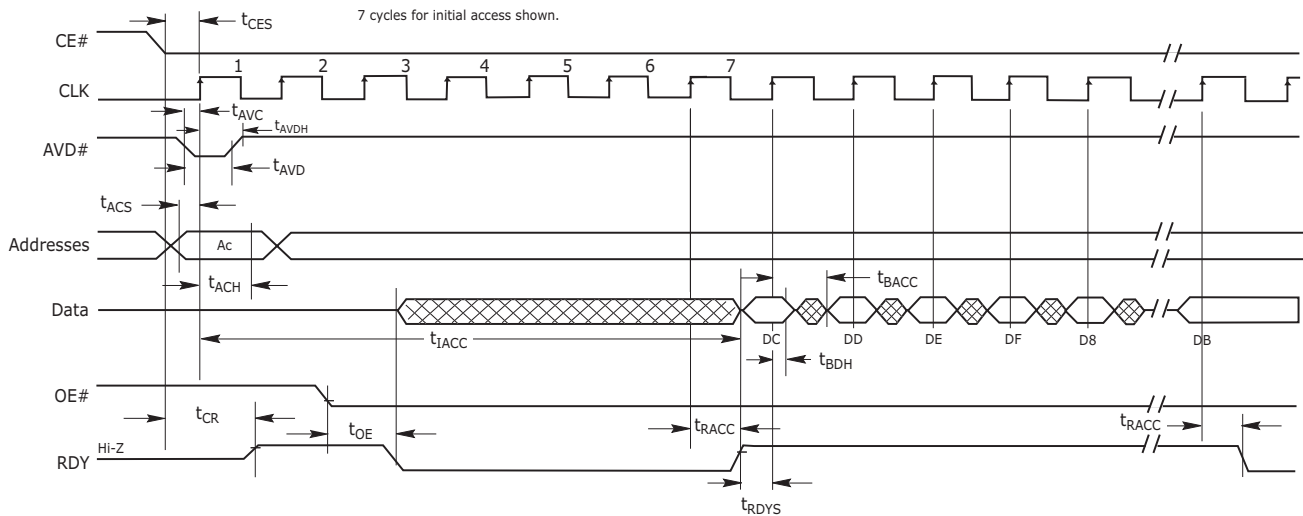 7 cycles for initial access shown.
tCES
CE#
1 2 3 4 5 6 7
CLK
tAVC
tAVDH
AVD#
tAVD
tACS
Addresses
Ac
tACH
tBACC
Data
DC DD DE DF D8 DB
tIACC
tBDH
OE#
tCR
tOE
tRACC
tRACC
Hi-Z
RDY
tRDYS